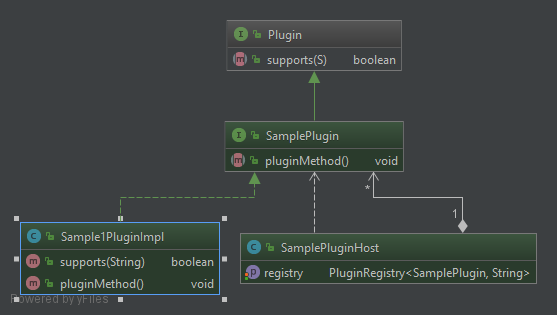 Plugin
supports(S) boolean
SamplePlugin
pluginMethod() void
*
1
Sample1PluginImpl
supports(String) boolean
pluginMethod() void
SamplePluginHost
registry PluginRegistry<SamplePlugin, String>
Powered by yFiles